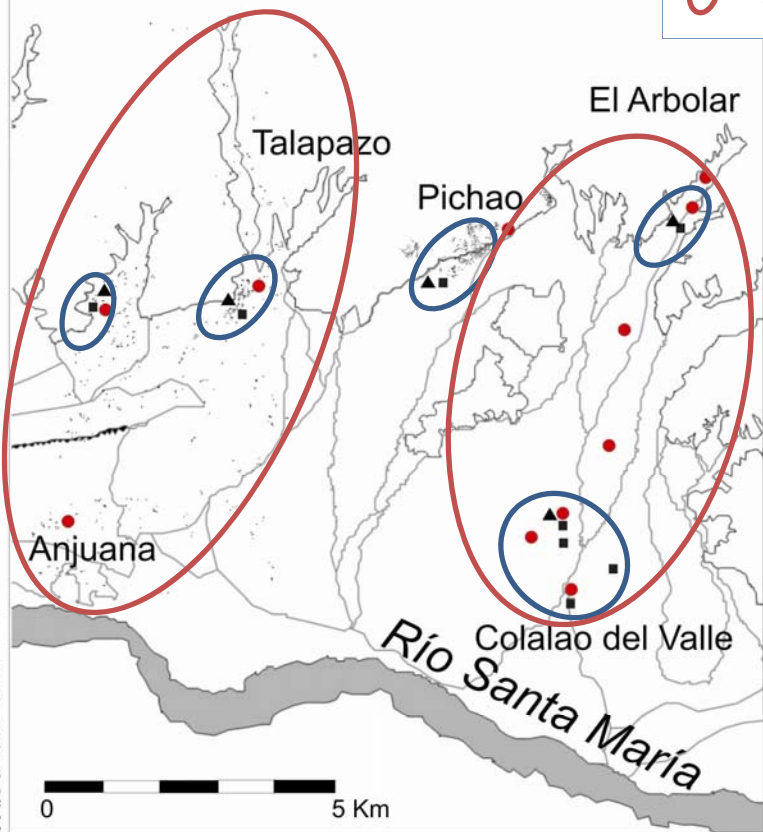 El Arbolar
Talapazo
Pichao
Anjuana
Colalao del Valle
Río Santa María
0 5 Km